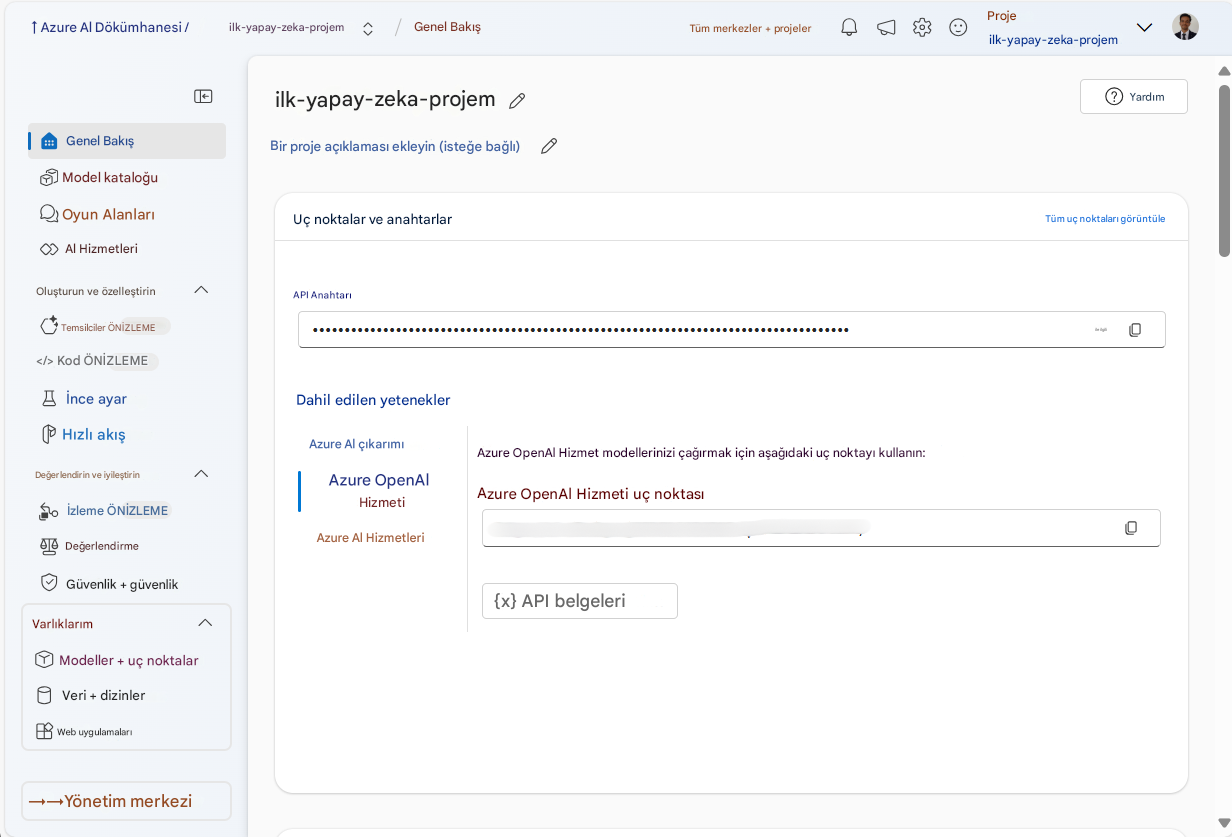 ↑ Azure AI Dökümhanesi /
ilk-yapay-zeka-projem
/ Genel Bakış
Tüm merkezler + projeler
Proje
ilk-yapay-zeka-projem
ilk-yapay-zeka-projem
Yardım
Bir proje açıklaması ekleyin (isteğe bağlı)
Genel Bakış
Model kataloğu
Oyun Alanları
AI Hizmetleri
Oluşturun ve özelleştirin
Temsilciler ÖNİZLEME
</> Kod ÖNİZLEME
İnce ayar
Hızlı akış
Değerlendirin ve iyileştirin
İzleme ÖNİZLEME
Değerlendirme
Güvenlik + güvenlik
Varlıklarım
Modeller + uç noktalar
Veri + dizinler
Web uygulamaları
→→Yönetim merkezi
Uç noktalar ve anahtarlar
Tüm uç noktaları görüntüle
API Anahtarı
Dahil edilen yetenekler
Azure AI çıkarımı
Azure OpenAI
Hizmeti
Azure AI Hizmetleri
Azure OpenAI Hizmet modellerinizi çağırmak için aşağıdaki uç noktayı kullanın:
Azure OpenAI Hizmeti uç noktası
{x} API belgeleri